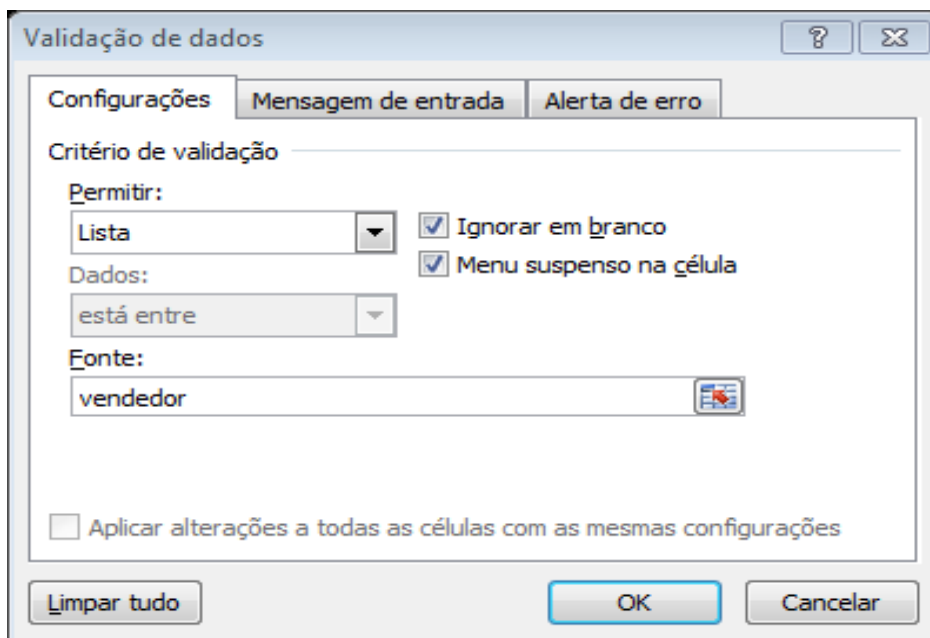 Validação de dados
Configurações Mensagem de entrada Alerta de erro
Critério de validação
Permitir:
Lista Ignorar em branco
Menu suspenso na célula
Dados:
está entre
Fonte:
vendedor
Aplicar alterações a todas as células com as mesmas configurações
Limpar tudo OK Cancelar